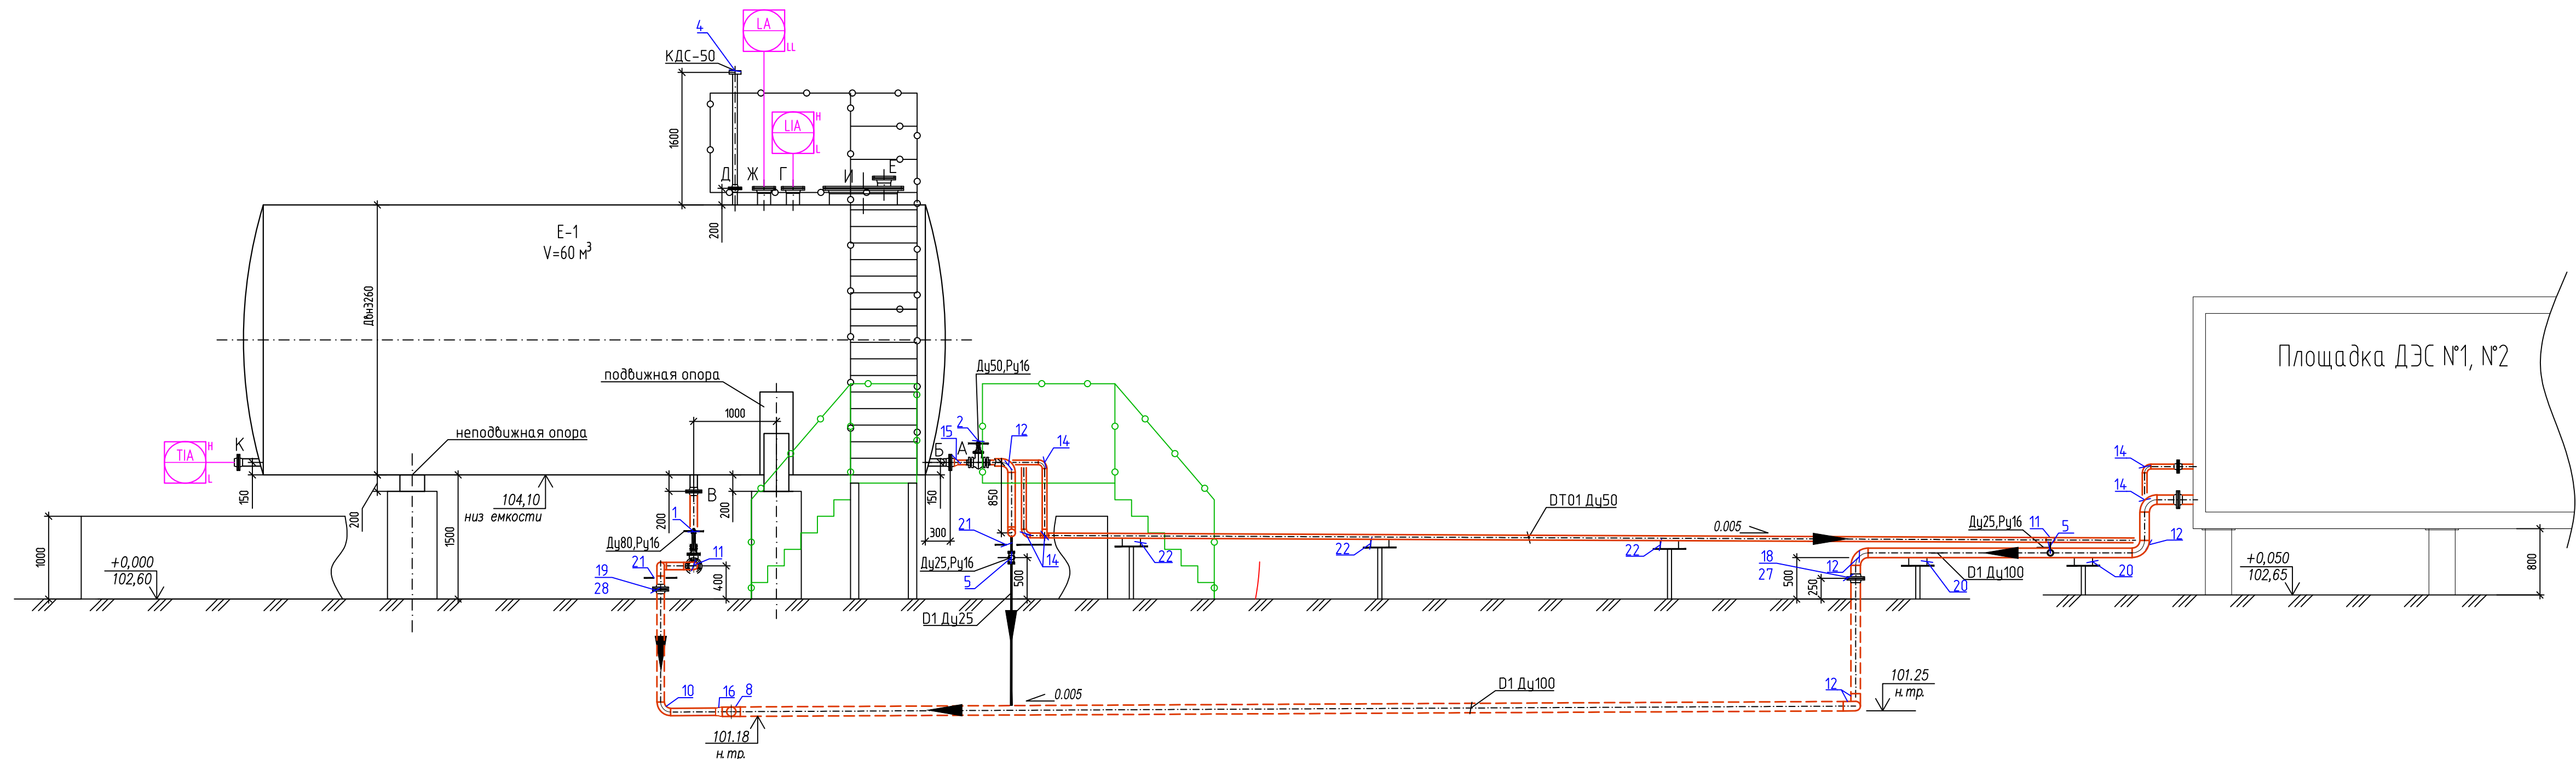 4
LA
LL
КДС-50
1600
LIA
H
L
Д
Ж
Г
И
Е
200
Е-1
V=60 м³
Двн3260
подвижная опора
1000
неподвижная опора
К
TIA
H
L
150
200
1500
104,10
низ емкости
1000
+0,000
102,60
200
В
1
200
Ду80,Ру16
11
21
19
28
400
10
16
8
101.18
н.тр.
Ду50,Ру16
2
15
Б
А
12
14
150
300
850
21
Ду25,Ру16
5
500
14
D1 Ду25
0.005
22
22
22
DT01 Ду50
0.005
D1 Ду100
18
27
12
500
250
12
101.25
н.тр.
20
D1 Ду100
Ду25,Ру16
11
5
20
14
14
12
Площадка ДЭС №1, №2
+0,050
102,65
800